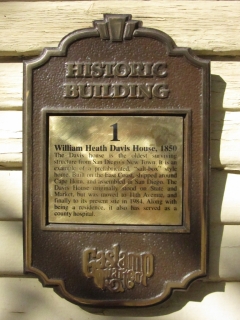 HISTORIC
BUILDING
1
William Heath Davis House, 1850
The Davis house is the oldest surviving
structure from San Diego's New Town. It is an
example of a prefabricated, "salt-box" style
home. Built on the East Coast, shipped around
Cape Horn, and assembled in San Diego. The
Davis House originally stood on State and
Market, but was moved to 11th Avenue, and
finally to its present site in 1984. Along with
being a residence, it also has served as a
county hospital.
Gaslamp
Quarter